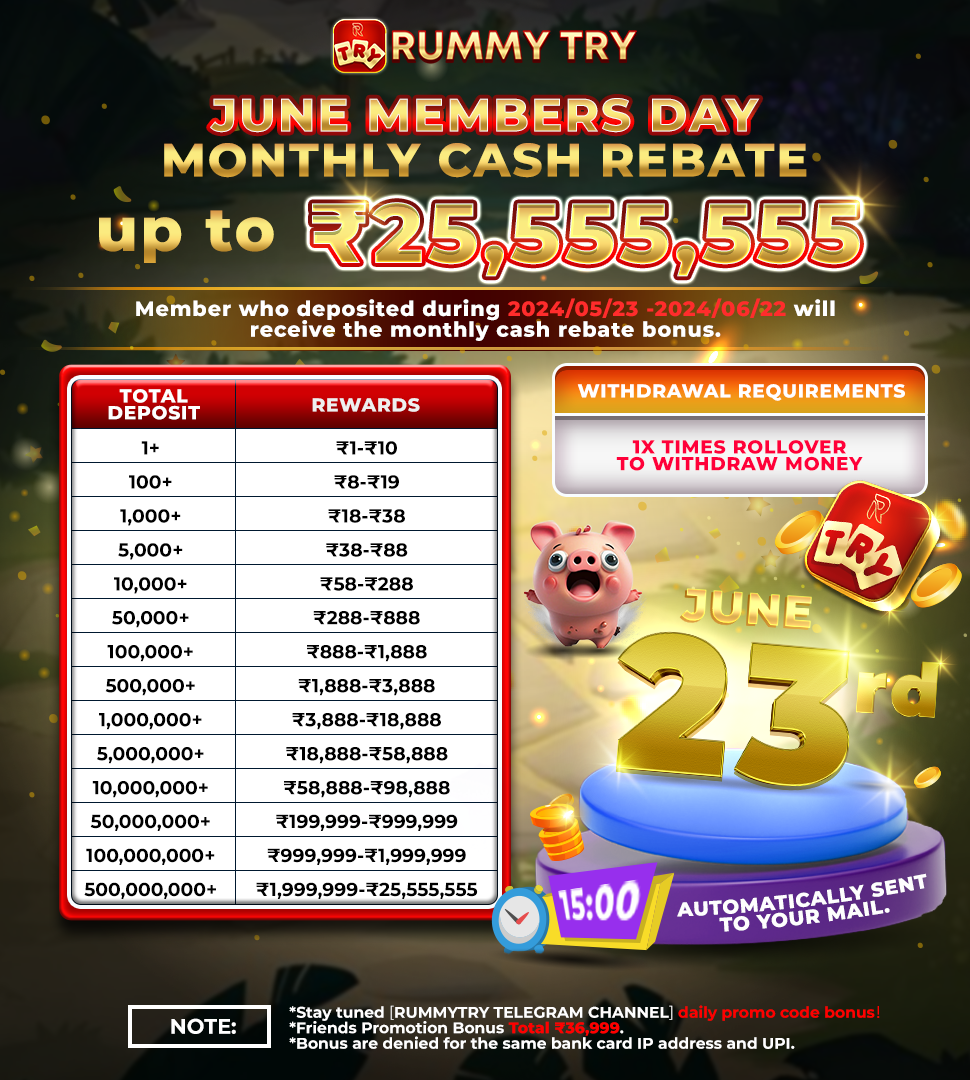 R
TRY
RUMMY TRY
JUNE MEMBERS DAY
MONTHLY CASH REBATE
up to ₹25,555,555
Member who deposited during 2024/05/23 -2024/06/22 will
receive the monthly cash rebate bonus.
TOTAL
DEPOSIT
REWARDS
1+ ₹1-₹10
100+ ₹8-₹19
1,000+ ₹18-₹38
5,000+ ₹38-₹88
10,000+ ₹58-₹288
50,000+ ₹288-₹888
100,000+ ₹888-₹1,888
500,000+ ₹1,888-₹3,888
1,000,000+ ₹3,888-₹18,888
5,000,000+ ₹18,888-₹58,888
10,000,000+ ₹58,888-₹98,888
50,000,000+ ₹199,999-₹999,999
100,000,000+ ₹999,999-₹1,999,999
500,000,000+ ₹1,999,999-₹25,555,555
WITHDRAWAL REQUIREMENTS
1X TIMES ROLLOVER
TO WITHDRAW MONEY
R
TRY
JUNE
23rd
15:00
AUTOMATICALLY SENT
TO YOUR MAIL.
NOTE:
*Stay tuned [RUMMYTRY TELEGRAM CHANNEL] daily promo code bonus!
*Friends Promotion Bonus Total ₹36,999.
*Bonus are denied for the same bank card IP address and UPI.